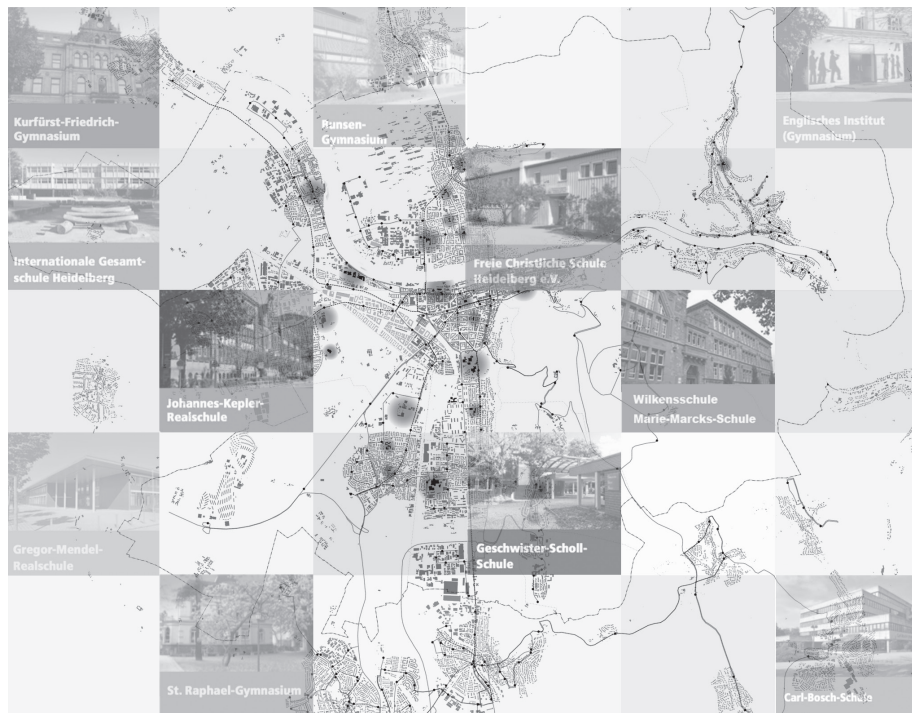 Kurfürst-Friedrich-
Gymnasium
Bunsen-
Gymnasium
Englisches Institut
(Gymnasium)
Internationale Gesamt-
schule Heidelberg
Freie Christliche Schule
Heidelberg e.V.
Johannes-Kepler-
Realschule
Wilkensschule
Marie-Marcks-Schule
Gregor-Mendel-
Realschule
Geschwister-Scholl-
Schule
St. Raphael-Gymnasium
Carl-Bosch-Schule